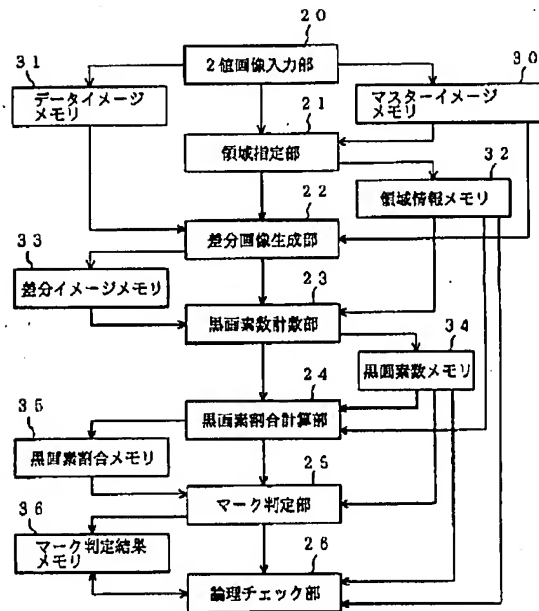 20
2値画像入力部
31
データイメージ
メモリ
30
マスターイメージ
メモリ
21
領域指定部
32
領域情報メモリ
22
差分画像生成部
33
差分イメージメモリ
23
黒画素数計数部
34
黒画素数メモリ
24
黒画素割合計算部
35
黒画素割合メモリ
25
マーク判定部
36
マーク判定結果
メモリ
26
論理チェック部